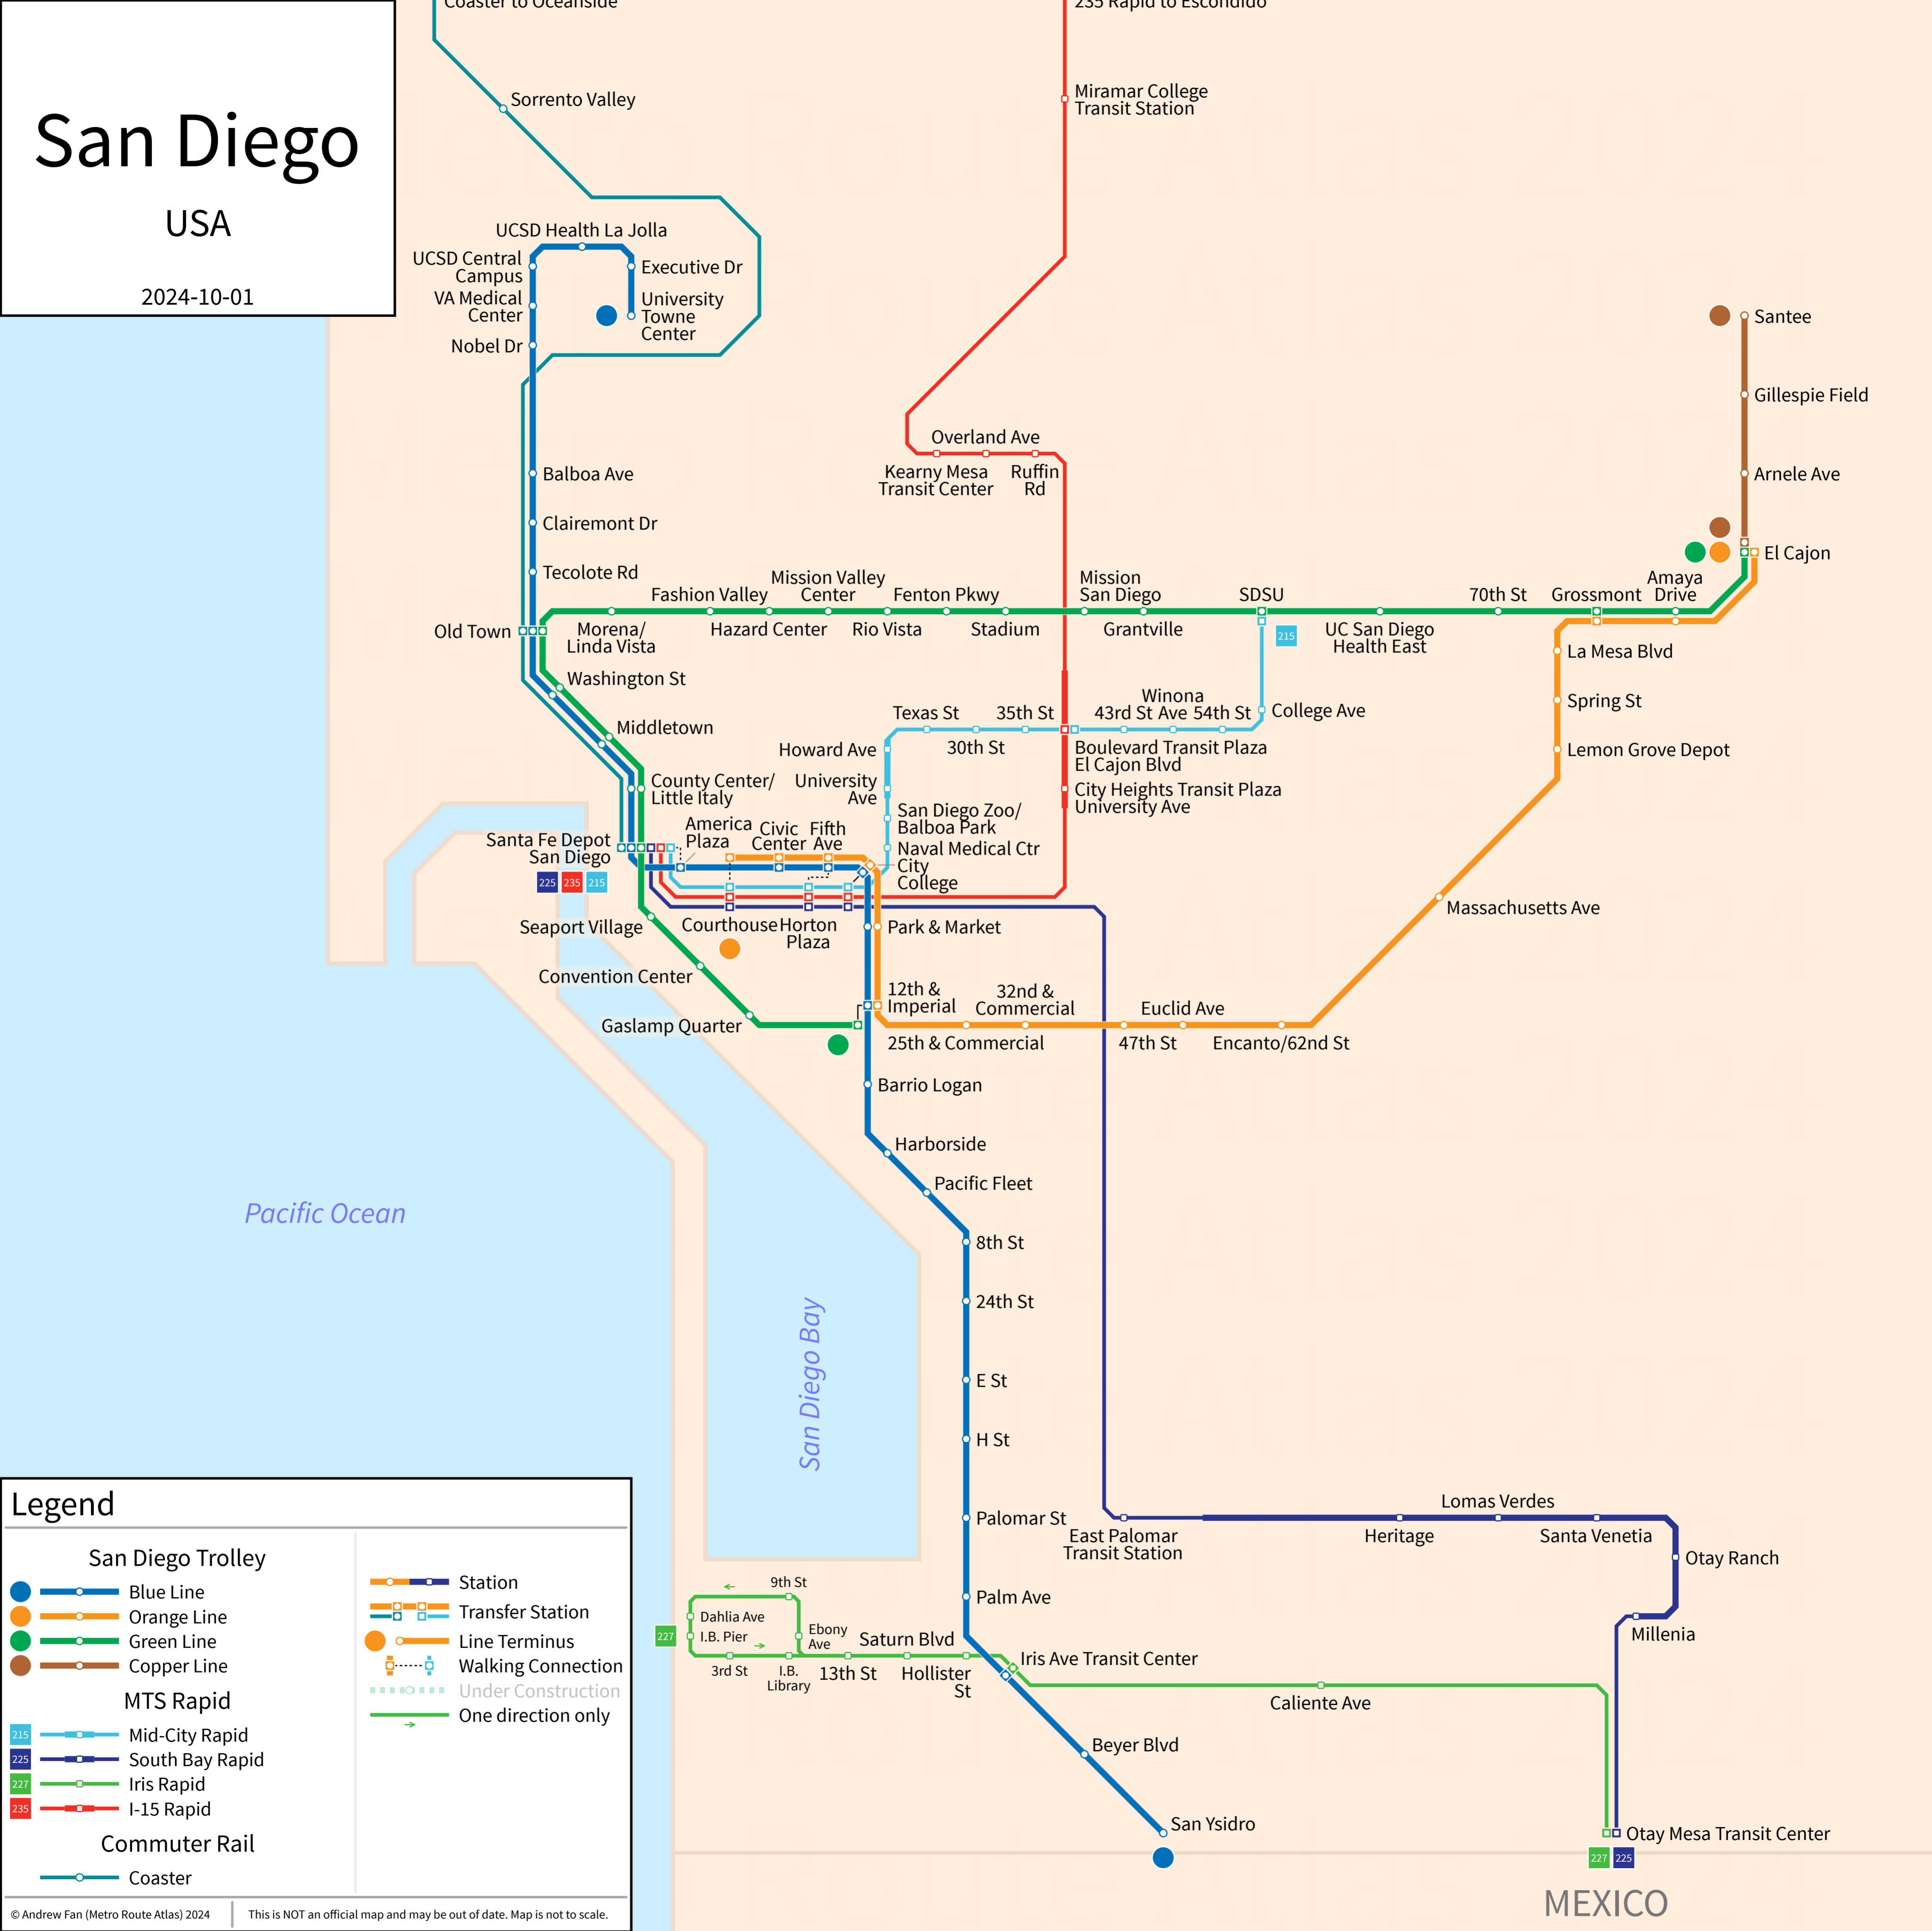 Coaster to Oceanside
235 Rapid to Escondido
San Diego
USA
2024-10-01
Sorrento Valley
Miramar College
Transit Station
UCSD Health La Jolla
UCSD Central
Campus
Executive Dr
VA Medical
Center
University
Towne
Center
Nobel Dr
Santee
Gillespie Field
Overland Ave
Kearny Mesa
Transit Center
Ruffin
Rd
Balboa Ave
Arnele Ave
Clairemont Dr
El Cajon
Tecolote Rd
Fashion Valley
Mission Valley
Center
Fenton Pkwy
Mission
San Diego
SDSU
70th St
Grossmont
Amaya
Drive
Old Town
Morena/
Linda Vista
Hazard Center
Rio Vista
Stadium
Grantville
215
UC San Diego
Health East
La Mesa Blvd
Washington St
Spring St
Middletown
Texas St
35th St
43rd St
Winona
Ave
54th St
College Ave
Howard Ave
30th St
Boulevard Transit Plaza
El Cajon Blvd
Lemon Grove Depot
County Center/
Little Italy
University
Ave
City Heights Transit Plaza
University Ave
San Diego Zoo/
Balboa Park
Santa Fe Depot
San Diego
America
Plaza
Civic
Center
Fifth
Ave
Naval Medical Ctr
City
College
225
235
215
Massachusetts Ave
Seaport Village
Courthouse
Horton
Plaza
Park & Market
Convention Center
12th &
Imperial
32nd &
Commercial
Euclid Ave
Gaslamp Quarter
25th & Commercial
47th St
Encanto/62nd St
Barrio Logan
Harborside
Pacific Fleet
Pacific Ocean
8th St
24th St
San Diego Bay
E St
H St
Palomar St
East Palomar
Transit Station
Heritage
Lomas Verdes
Santa Venetia
Otay Ranch
Millenia
Palm Ave
9th St
Dahlia Ave
I.B. Pier
227
Ebony
Ave
3rd St
I.B.
Library
13th St
Saturn Blvd
Hollister
St
Iris Ave Transit Center
Caliente Ave
Beyer Blvd
San Ysidro
Otay Mesa Transit Center
227
225
MEXICO
Legend
San Diego Trolley
Blue Line
Orange Line
Green Line
Copper Line
MTS Rapid
215 Mid-City Rapid
225 South Bay Rapid
227 Iris Rapid
235 I-15 Rapid
Commuter Rail
Coaster
Station
Transfer Station
Line Terminus
Walking Connection
Under Construction
One direction only
© Andrew Fan (Metro Route Atlas) 2024
This is NOT an official map and may be out of date. Map is not to scale.